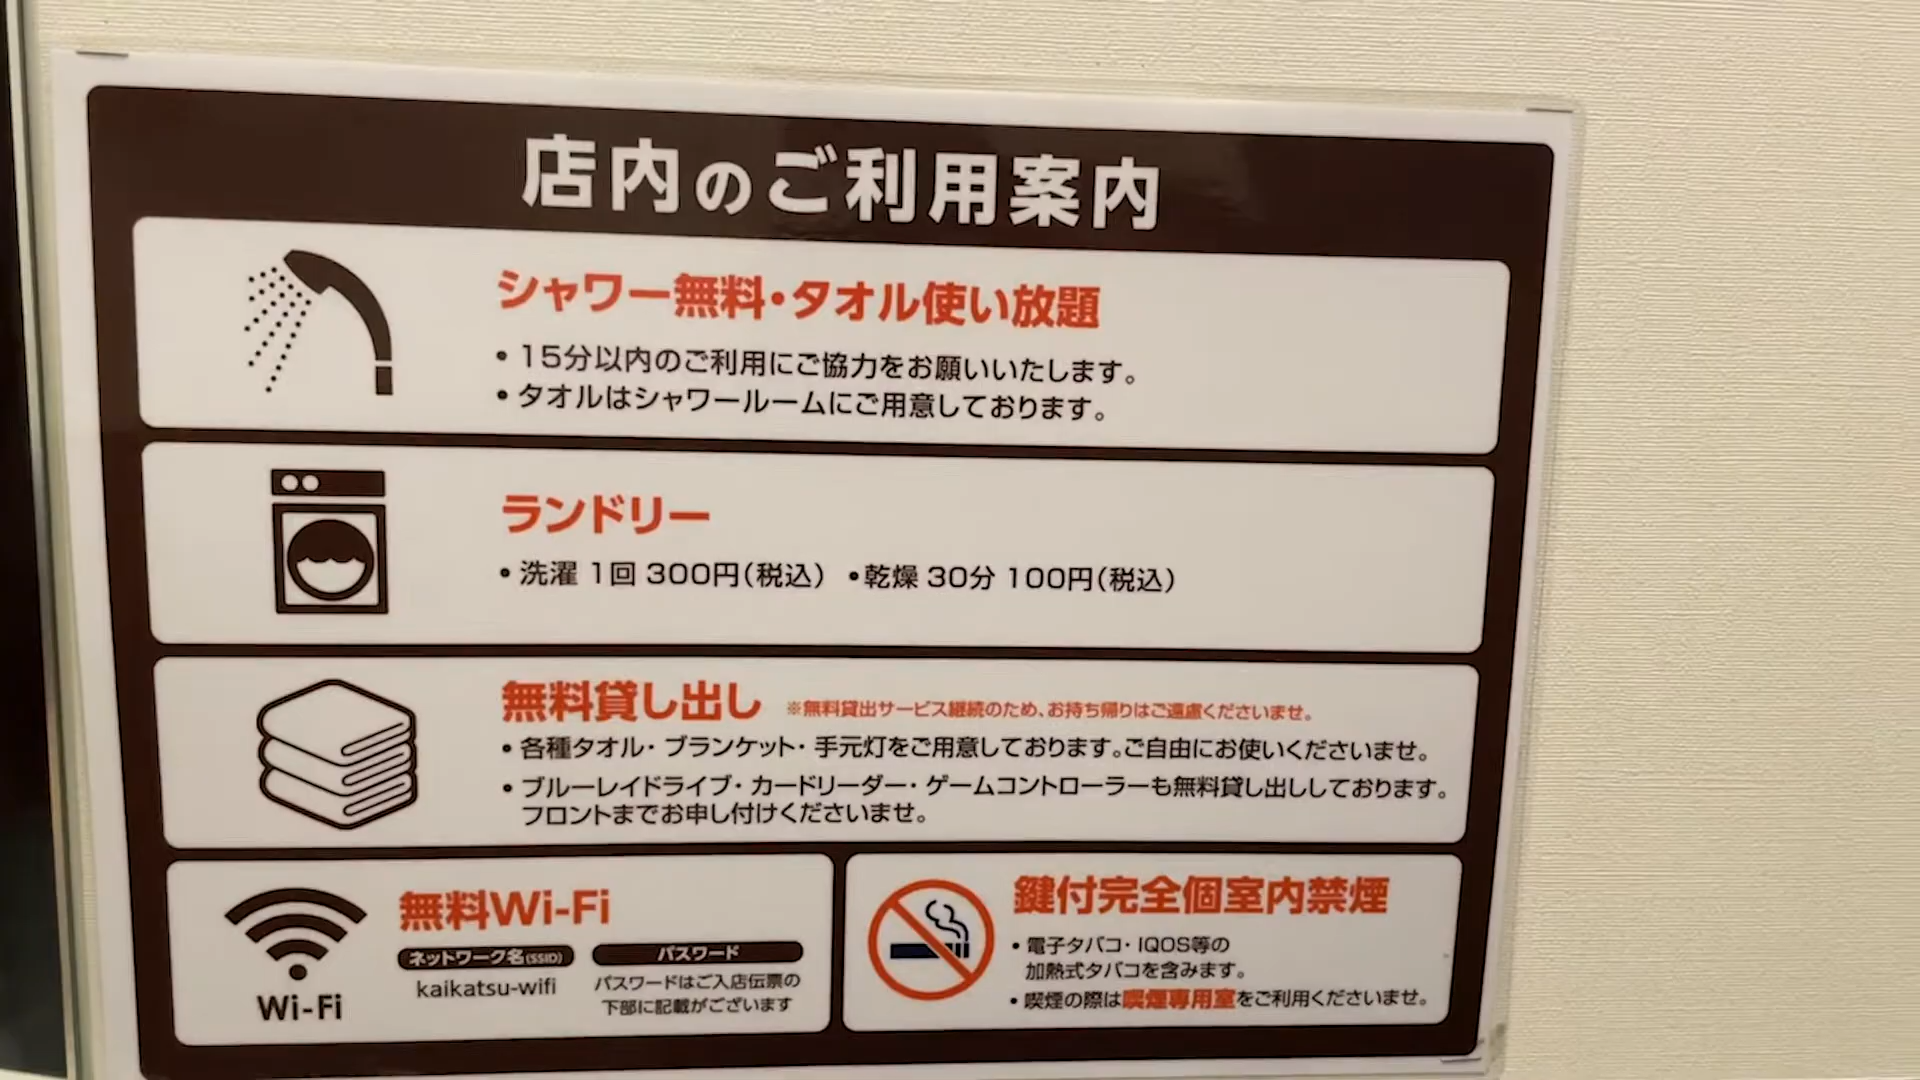 店内のご利用案内
シャワー無料・タオル使い放題
・15分以内のご利用にご協力をお願いいたします。
・タオルはシャワールームにご用意しております。
ランドリー
・洗濯 1回 300円(税込) ・乾燥 30分 100円(税込)
無料貸し出し ※無料貸出サービス継続のため、お持ち帰りはご遠慮くださいませ。
・各種タオル・ブランケット・手元灯をご用意しております。ご自由にお使いくださいませ。
・ブルーレイドライブ・カードリーダー・ゲームコントローラーも無料貸し出ししております。
フロントまでお申し付けくださいませ。
Wi-Fi
無料Wi-Fi
ネットワーク名(SSID)
kaikatsu-wifi
パスワード
パスワードはご入店伝票の
下部に記載がございます
鍵付完全個室内禁煙
・電子タバコ・IQOS等の
加熱式タバコを含みます。
・喫煙の際は喫煙専用室をご利用くださいませ。